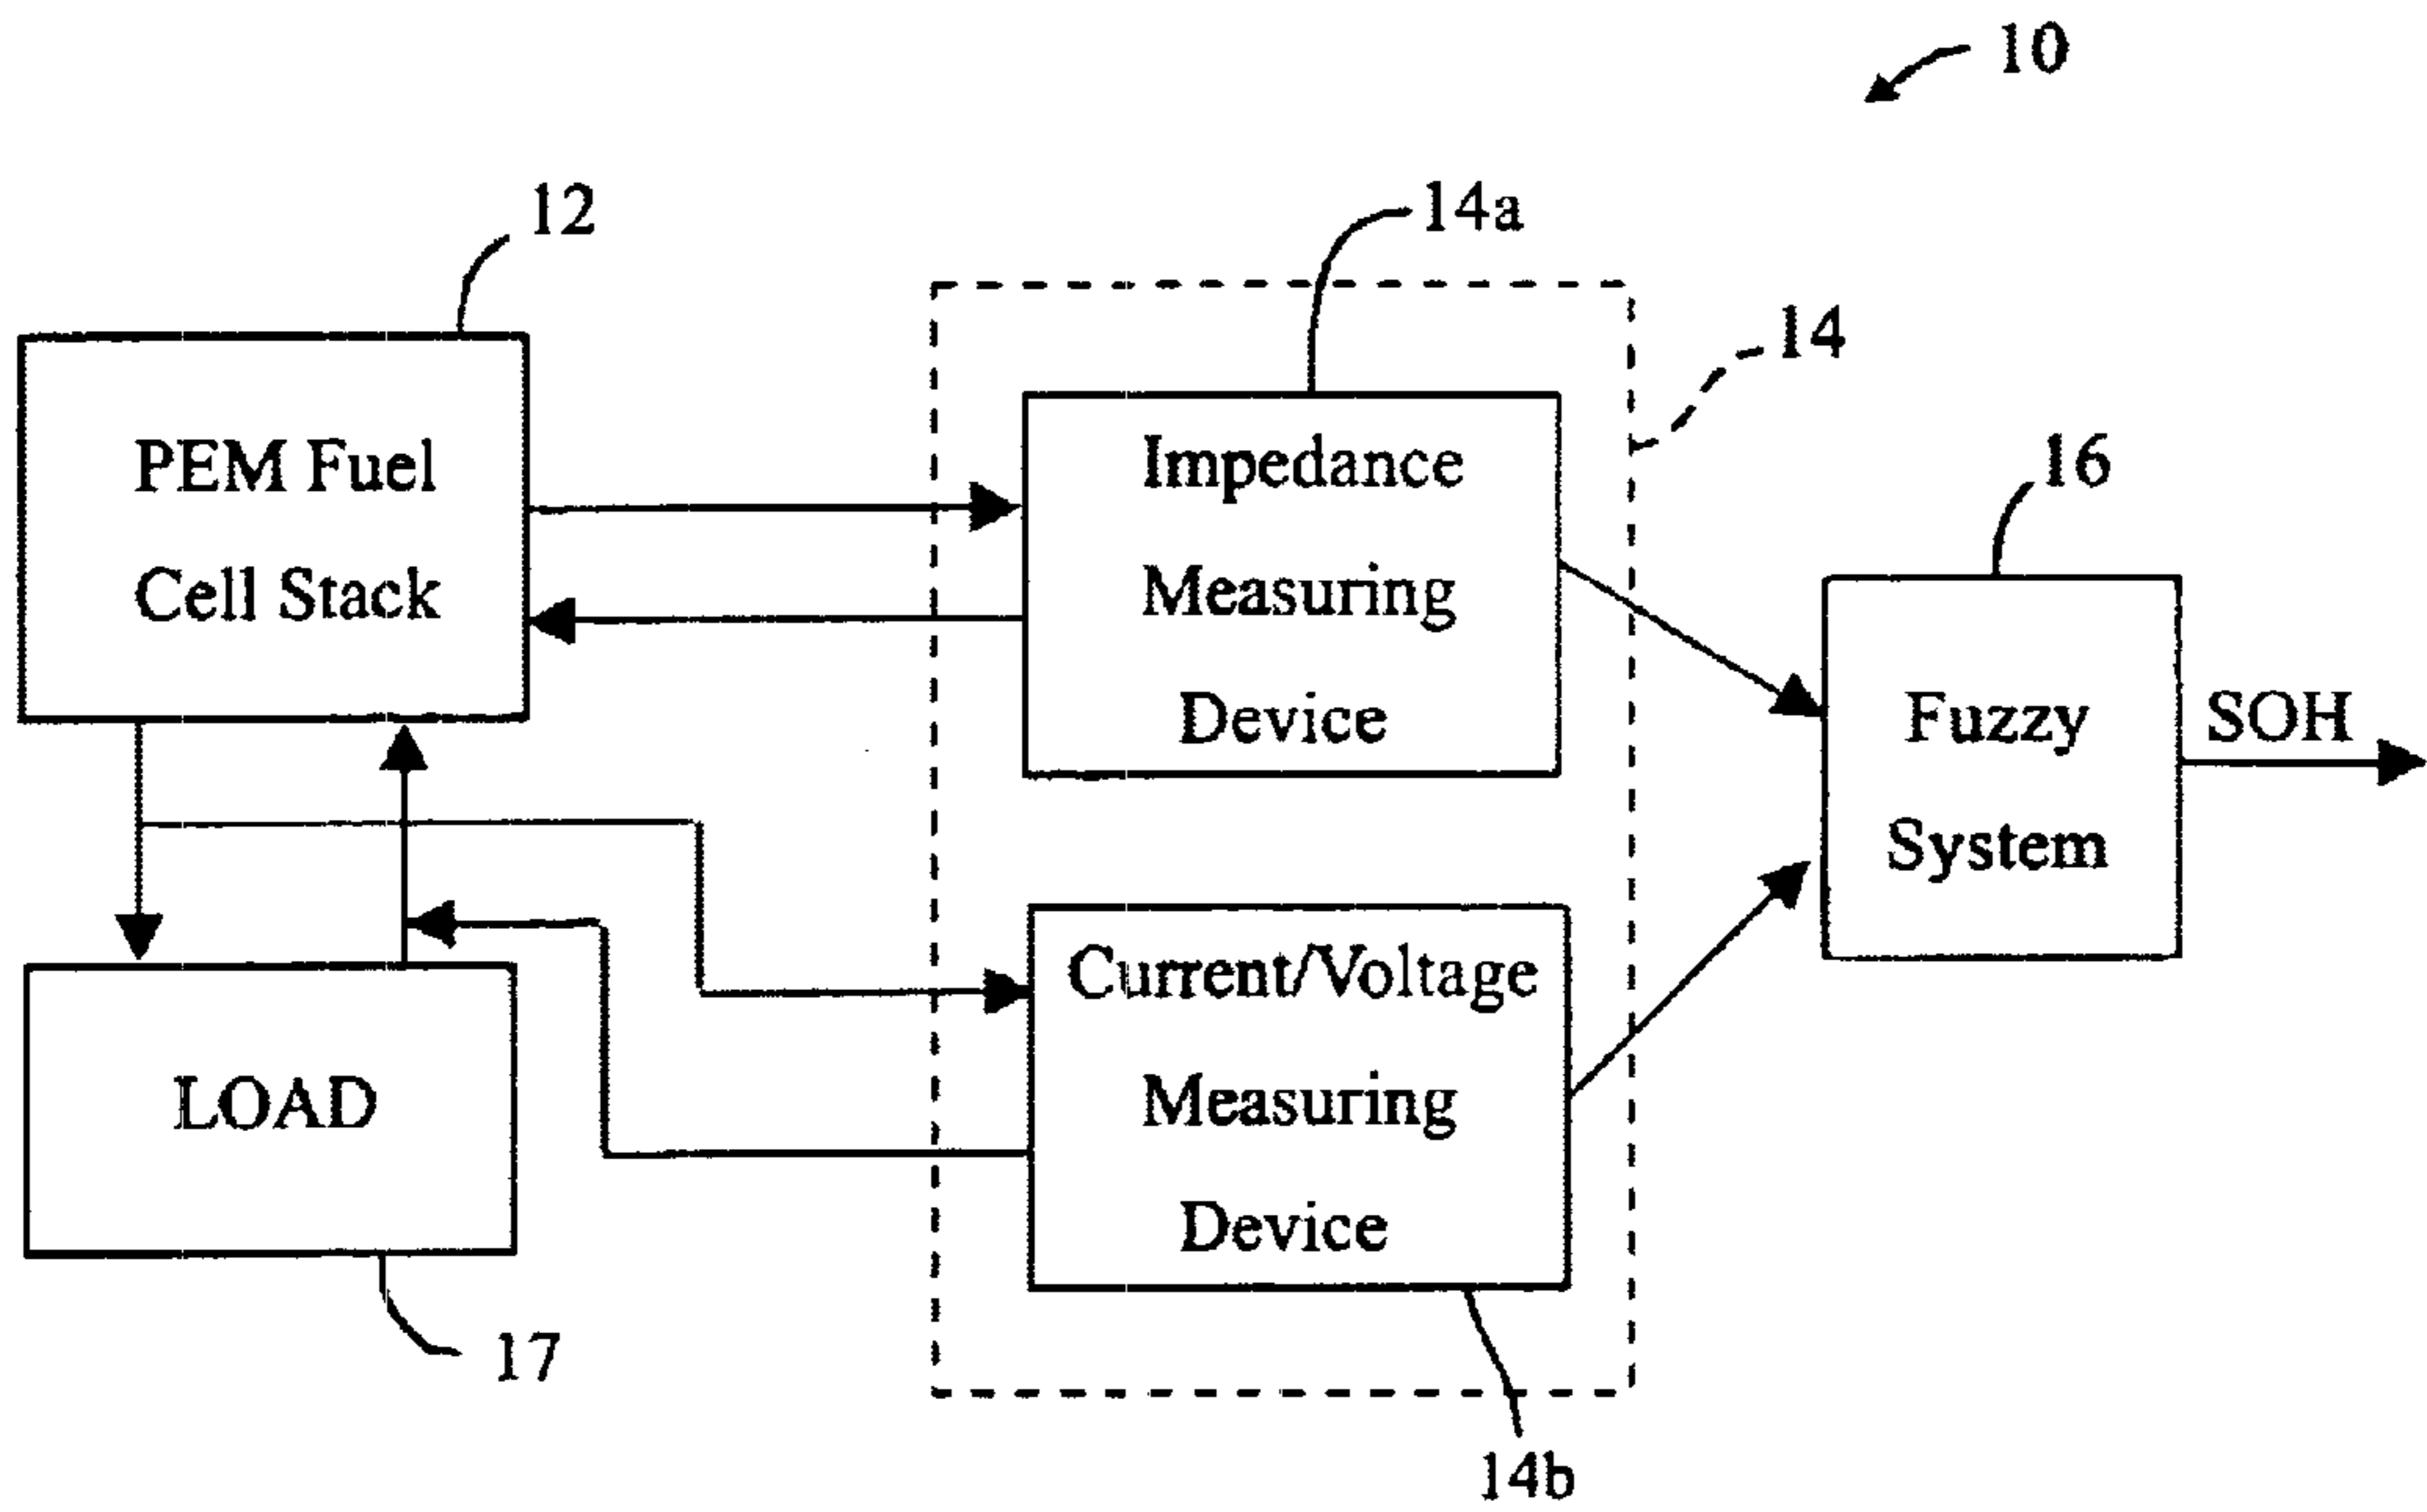 10
12
14a
14
PEM Fuel
Cell Stack
Impedance
Measuring
Device
16
Fuzzy
System
SOH
LOAD
17
Current/Voltage
Measuring
Device
14b